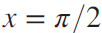 x = π/2